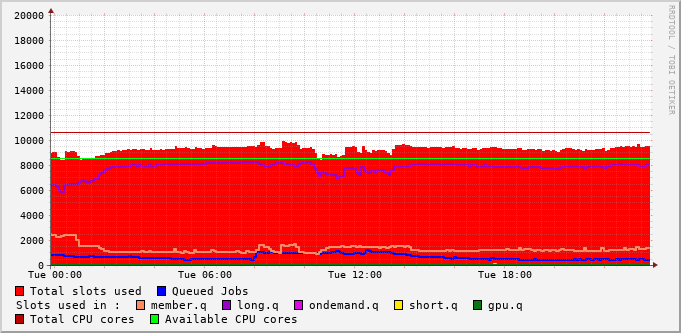 20000
18000
16000
14000
12000
10000
8000
6000
4000
2000
0
Tue 00:00 Tue 06:00 Tue 12:00 Tue 18:00
RRDTOOL / TOBI OETIKER
Total slots used Queued Jobs
Slots used in : member.q long.q ondemand.q short.q gpu.q
Total CPU cores Available CPU cores